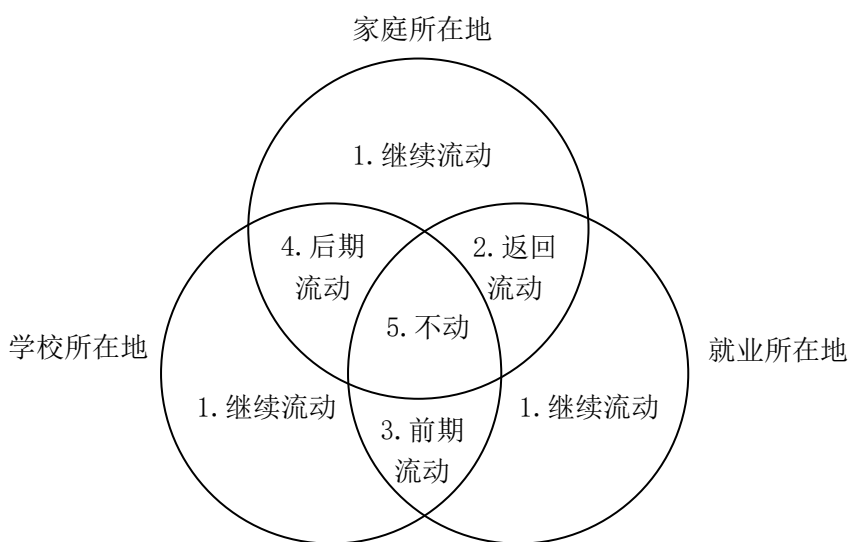 家庭所在地
1.继续流动
4.后期
流动
2.返回
流动
5.不动
学校所在地
就业所在地
1.继续流动
3.前期
流动
1.继续流动